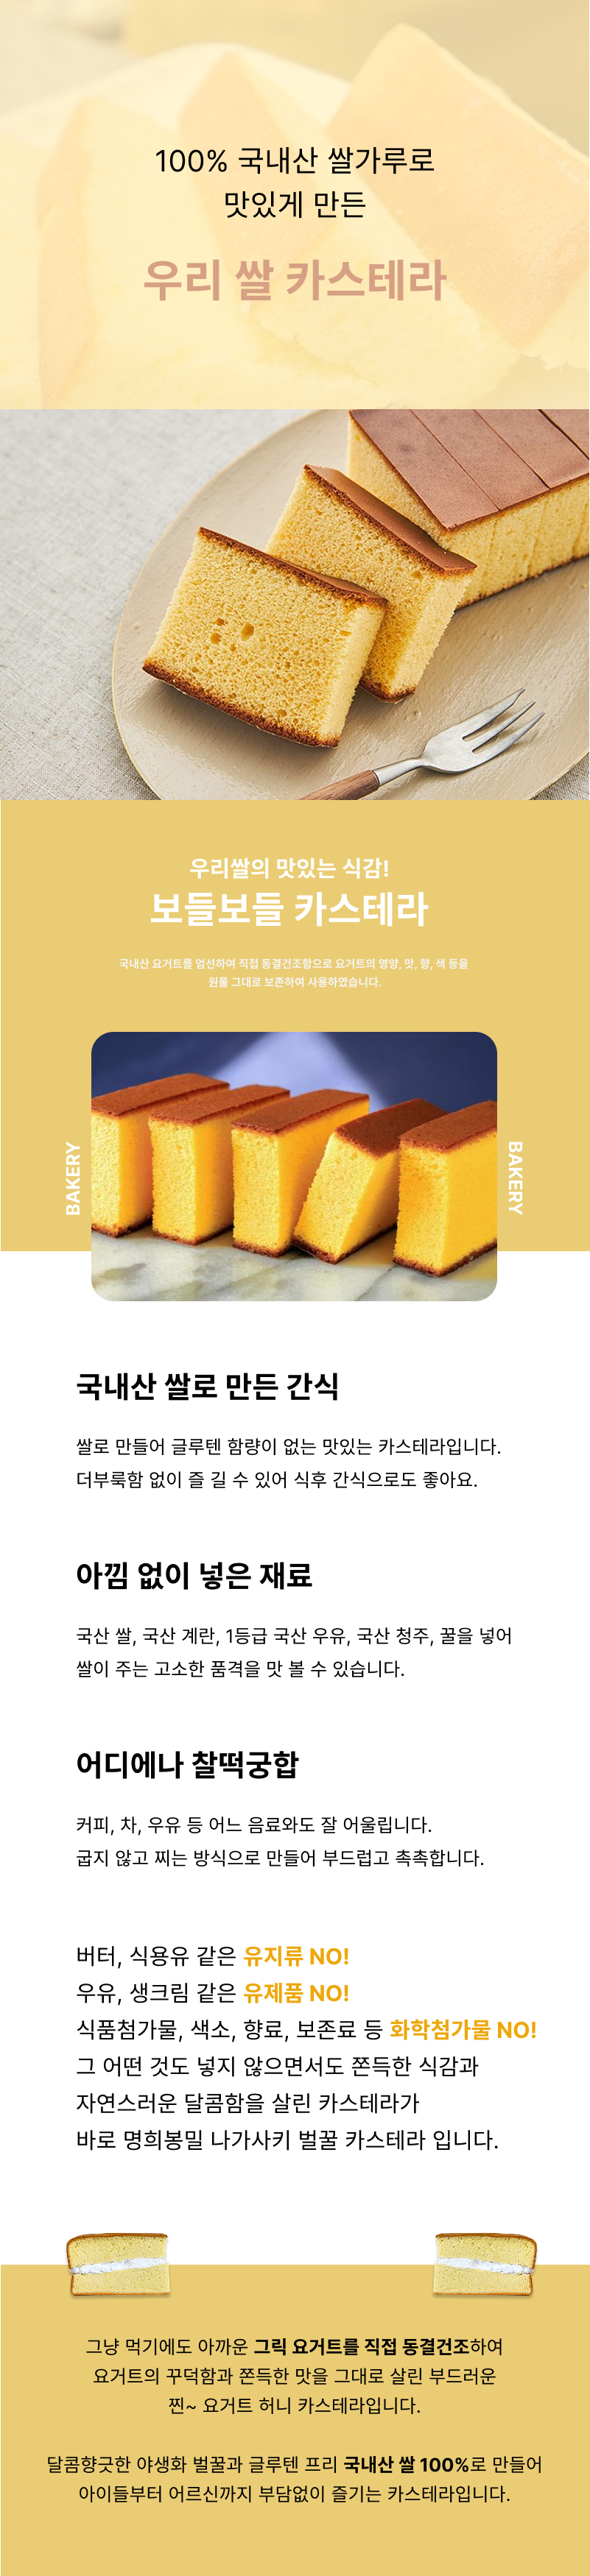 100% 국내산 쌀가루로
맛있게 만든
우리 쌀 카스테라
우리쌀의 맛있는 식감!
보들보들 카스테라
국내산 요거트를 엄선하여 직접 동결건조함으로 요거트의 영양, 맛, 향, 색 등을
원물 그대로 보존하여 사용하였습니다.
BAKERY
BAKERY
국내산 쌀로 만든 간식
쌀로 만들어 글루텐 함량이 없는 맛있는 카스테라입니다.
더부룩함 없이 즐 길 수 있어 식후 간식으로도 좋아요.
아낌 없이 넣은 재료
국산 쌀, 국산 계란, 1등급 국산 우유, 국산 청주, 꿀을 넣어
쌀이 주는 고소한 품격을 맛 볼 수 있습니다.
어디에나 찰떡궁합
커피, 차, 우유 등 어느 음료와도 잘 어울립니다.
굽지 않고 찌는 방식으로 만들어 부드럽고 촉촉합니다.
버터, 식용유 같은 유지류 NO!
우유, 생크림 같은 유제품 NO!
식품첨가물, 색소, 향료, 보존료 등 화학첨가물 NO!
그 어떤 것도 넣지 않으면서도 쫀득한 식감과
자연스러운 달콤함을 살린 카스테라가
바로 명희봉밀 나가사키 벌꿀 카스테라 입니다.
그냥 먹기에도 아까운 그릭 요거트를 직접 동결건조하여
요거트의 꾸덕함과 쫀득한 맛을 그대로 살린 부드러운
찐~ 요거트 허니 카스테라입니다.
달콤향긋한 야생화 벌꿀과 글루텐 프리 국내산 쌀 100%로 만들어
아이들부터 어르신까지 부담없이 즐기는 카스테라입니다.